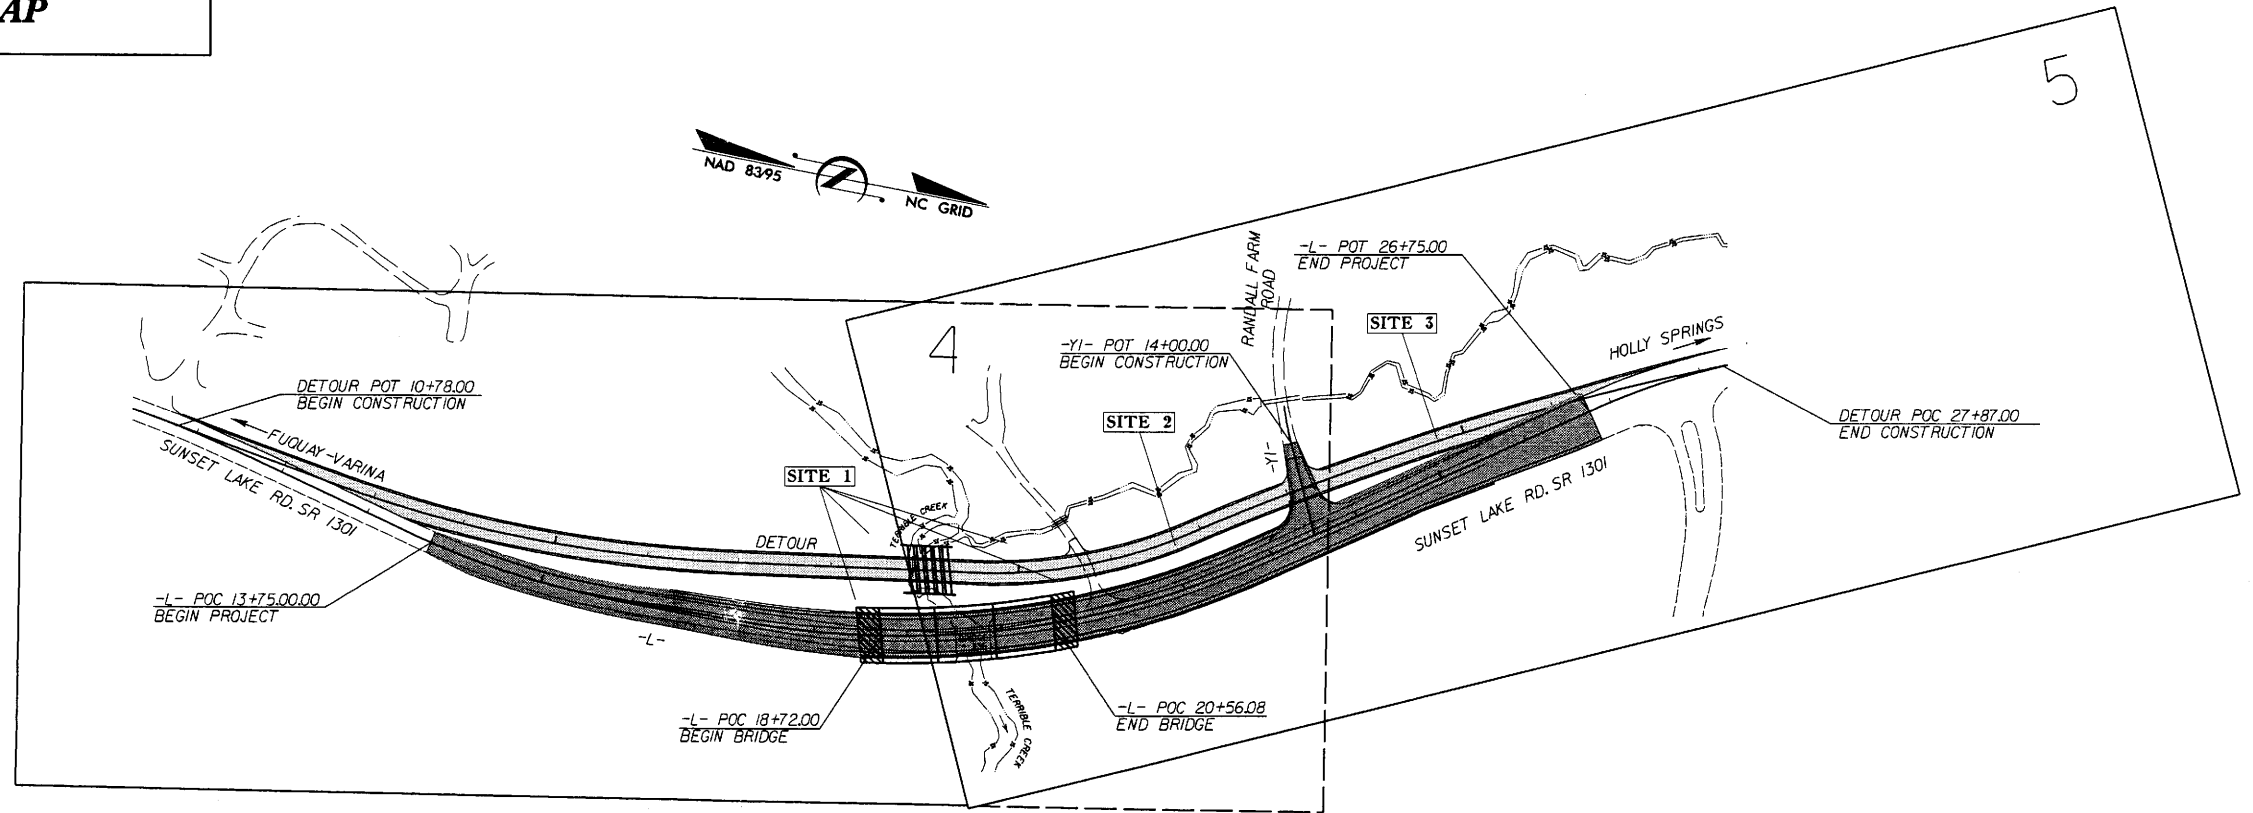 AP
5
NAD 83/95
NC GRID
RANDALL FARM
ROAD
-L- POT 26+75.00
END PROJECT
SITE 3
4
-Y1- POT 14+00.00
BEGIN CONSTRUCTION
HOLLY SPRINGS
DETOUR POT 10+78.00
BEGIN CONSTRUCTION
SITE 2
DETOUR POC 27+87.00
END CONSTRUCTION
FUQUAY-VARINA
SUNSET LAKE RD. SR 1301
SITE 1
-Y1-
TERRIBLE CREEK
DETOUR
SUNSET LAKE RD. SR 1301
-L- POC 13+75.00.00
BEGIN PROJECT
-L-
-L- POC 18+72.00
BEGIN BRIDGE
TERRIBLE CREEK
-L- POC 20+56.08
END BRIDGE